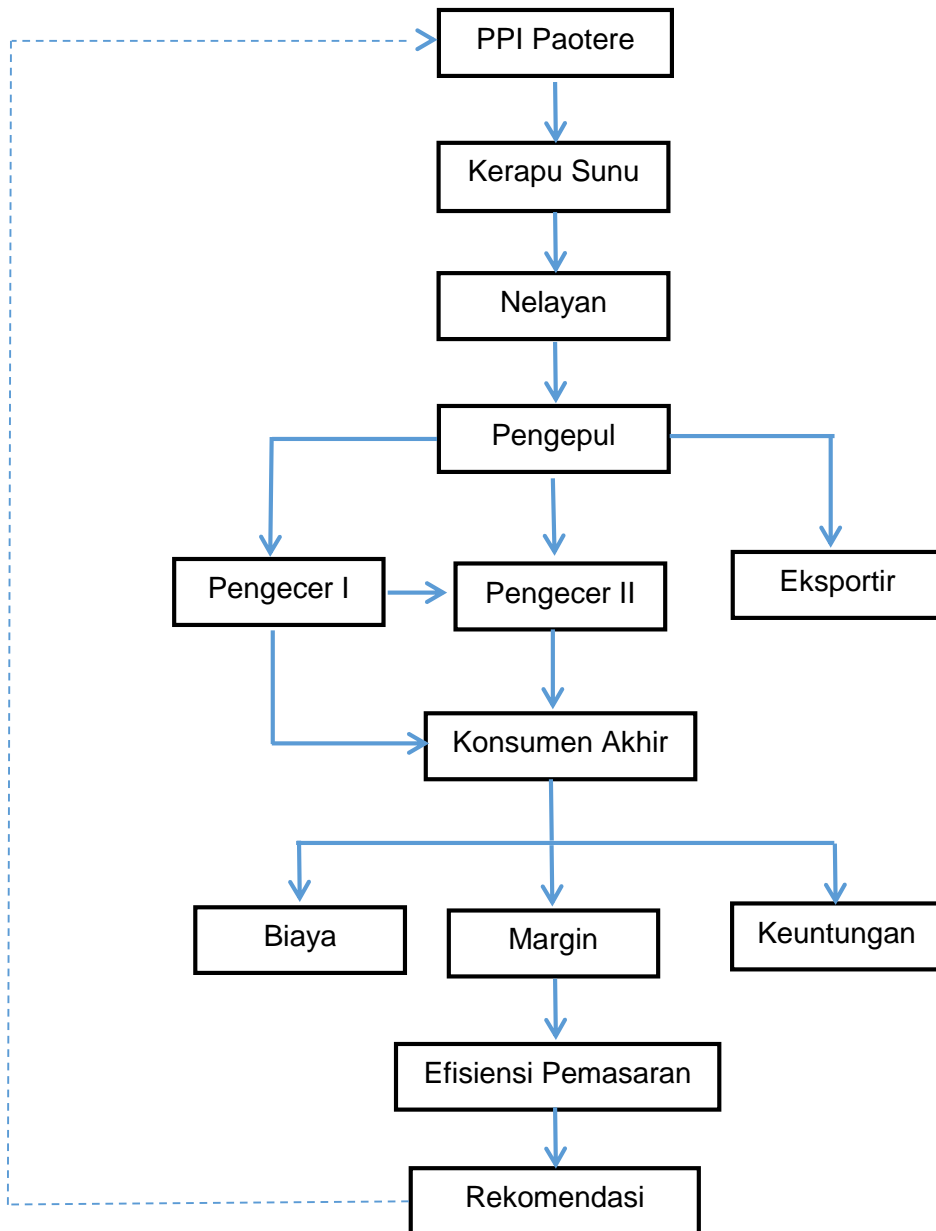 PPI Paotere
Kerapu Sunu
Nelayan
Pengepul
Pengecer I
Pengecer II
Eksportir
Konsumen Akhir
Biaya
Margin
Keuntungan
Efisiensi Pemasaran
Rekomendasi